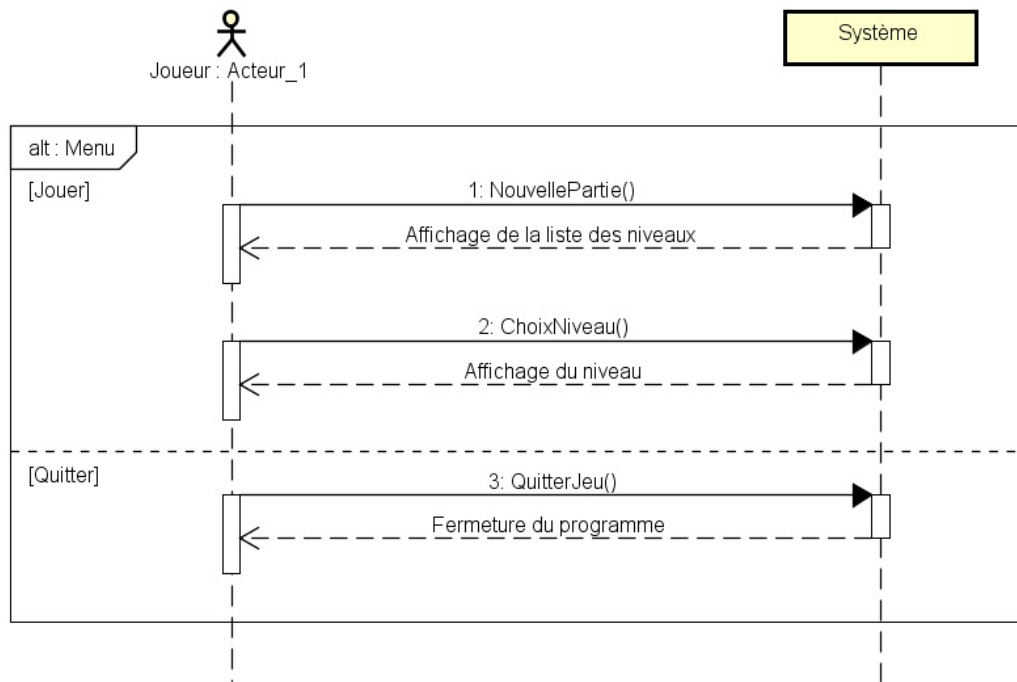 Joueur : Acteur_1
Système
alt : Menu
[Jouer]
1: NouvellePartie()
Affichage de la liste des niveaux
2: ChoixNiveau()
Affichage du niveau
[Quitter]
3: QuitterJeu()
Fermeture du programme